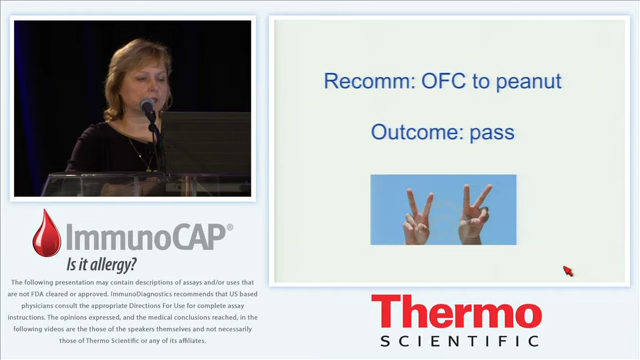 Recomm: OFC to peanut
Outcome: pass
ImmunoCAP®
Is it allergy?
The following presentation may contain descriptions of assays and/or uses that
are not FDA cleared or approved. ImmunoDiagnostics recommends that US based
physicians consult the appropriate Directions For Use for complete assay
instructions. The opinions expressed, and the medical conclusions reached, in the
following videos are the those of the speakers themselves and not necessarily
those of Thermo Scientific or any of its affiliates.
Thermo
SCIENTIFIC